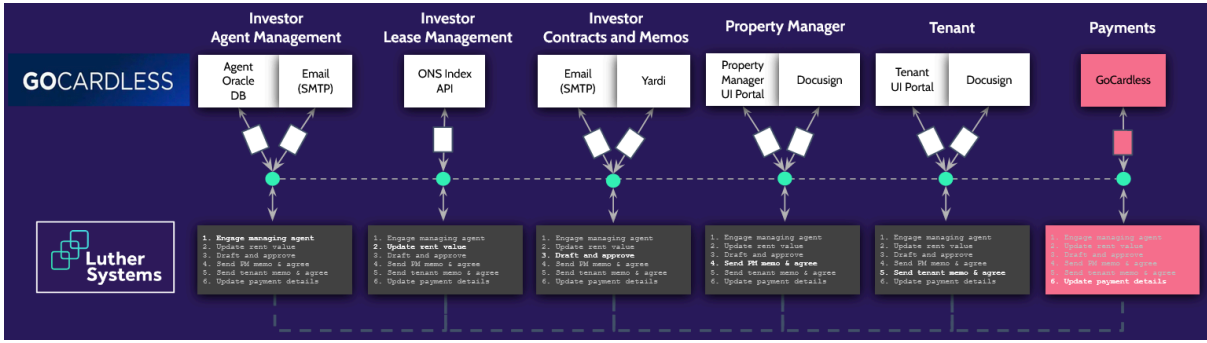 Investor
Agent Management
Investor
Lease Management
Investor
Contracts and Memos
Property Manager
Tenant
Payments
GOCARDLESS
Agent
Oracle
DB
Email
(SMTP)
ONS Index
API
Email
(SMTP)
Yardi
Property
Manager
UI Portal
Docusign
Tenant
UI Portal
Docusign
GoCardless
Luther
Systems
1. Engage managing agent
2. Update rent value
3. Draft and approve
4. Send PM memo & agree
5. Send tenant memo & agree
6. Update payment details
1. Engage managing agent
2. Update rent value
3. Draft and approve
4. Send PM memo & agree
5. Send tenant memo & agree
6. Update payment details
1. Engage managing agent
2. Update rent value
3. Draft and approve
4. Send PM memo & agree
5. Send tenant memo & agree
6. Update payment details
1. Engage managing agent
2. Update rent value
3. Draft and approve
4. Send PM memo & agree
5. Send tenant memo & agree
6. Update payment details
1. Engage managing agent
2. Update rent value
3. Draft and approve
4. Send PM memo & agree
5. Send tenant memo & agree
6. Update payment details
1. Engage managing agent
2. Update rent value
3. Draft and approve
4. Send PM memo & agree
5. Send tenant memo & agree
6. Update payment details